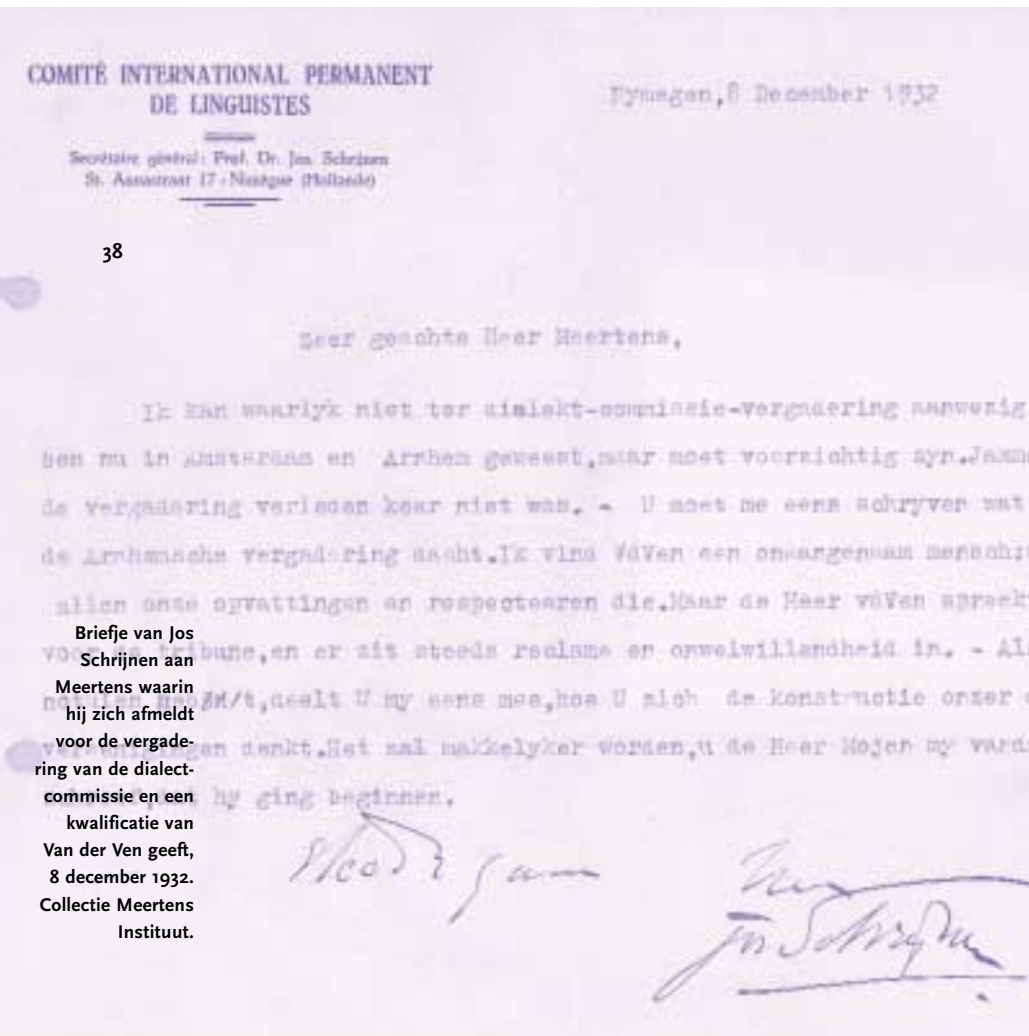 COMITÉ INTERNATIONAL PERMANENT
DE LINGUISTES
Secrétaire général: Prof. Dr. Jos. Schrijnen
St. Annastraat 17 - Nimègue (Hollande)
Nymegen, 8 December 1932
38
Zeer geachte Heer Meertens,
Ik kan waarlyk niet ter dialekt-commissie-vergadering aanwezig
ben nu in Amsterdam en Arnhem geweest, maar moet voorzichtig zyn.
de vergadering verleden keer niet was. - U moet me eens schryven wat
de Arnhemsche vergadering dacht. Ik vind VdVen een onaangenaam mensch:
allen onze opvattingen en respecteeren die. Maar de Heer vdVen spreekt
voor de tribune, en er zit steeds reclame en onwelwillendheid in. -
deelt U my eens mee, hoe U zich de konstructie onzer
denkt. Het zal makkelyker worden, de Heer my
hy ging beginnen.
Jos Schrijnen
Briefje van Jos
Schrijnen aan
Meertens waarin
hij zich afmeldt
voor de vergade-
ring van de dialect-
commissie en een
kwalificatie van
Van der Ven geeft,
8 december 1932.
Collectie Meertens
Instituut.